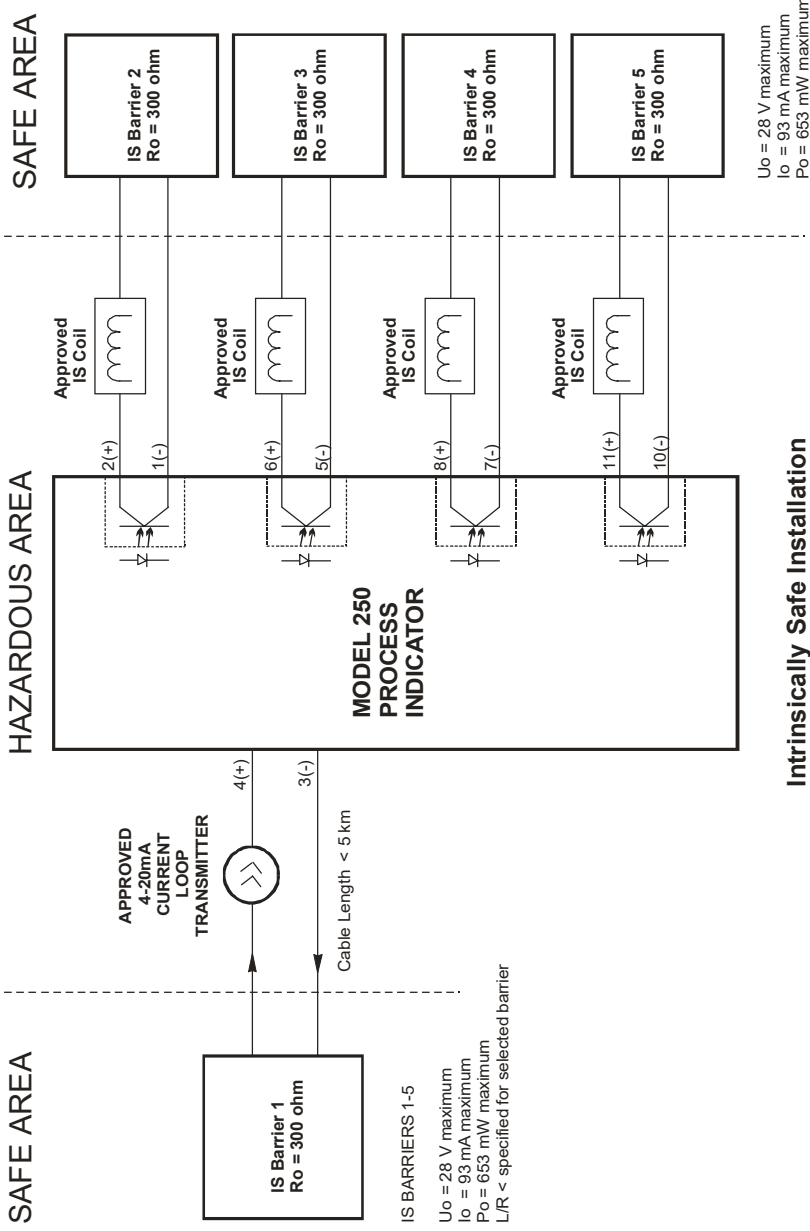 SAFE AREA
HAZARDOUS AREA
SAFE AREA
IS Barrier 1
Ro = 300 ohm
IS BARRIERS 1-5
Uo = 28 V maximum
Io = 93 mA maximum
Po = 653 mW maximum
L/R < specified for selected barrier
APPROVED
4-20mA
CURRENT
LOOP
TRANSMITTER
4(+)
3(-)
Cable Length < 5 km
MODEL 250
PROCESS
INDICATOR
2(+)
1(-)
Approved
IS Coil
IS Barrier 2
Ro = 300 ohm
6(+)
5(-)
Approved
IS Coil
IS Barrier 3
Ro = 300 ohm
8(+)
7(-)
Approved
IS Coil
IS Barrier 4
Ro = 300 ohm
11(+)
10(-)
Approved
IS Coil
IS Barrier 5
Ro = 300 ohm
Uo = 28 V maximum
Io = 93 mA maximum
Po = 653 mW maximum
Intrinsically Safe Installation